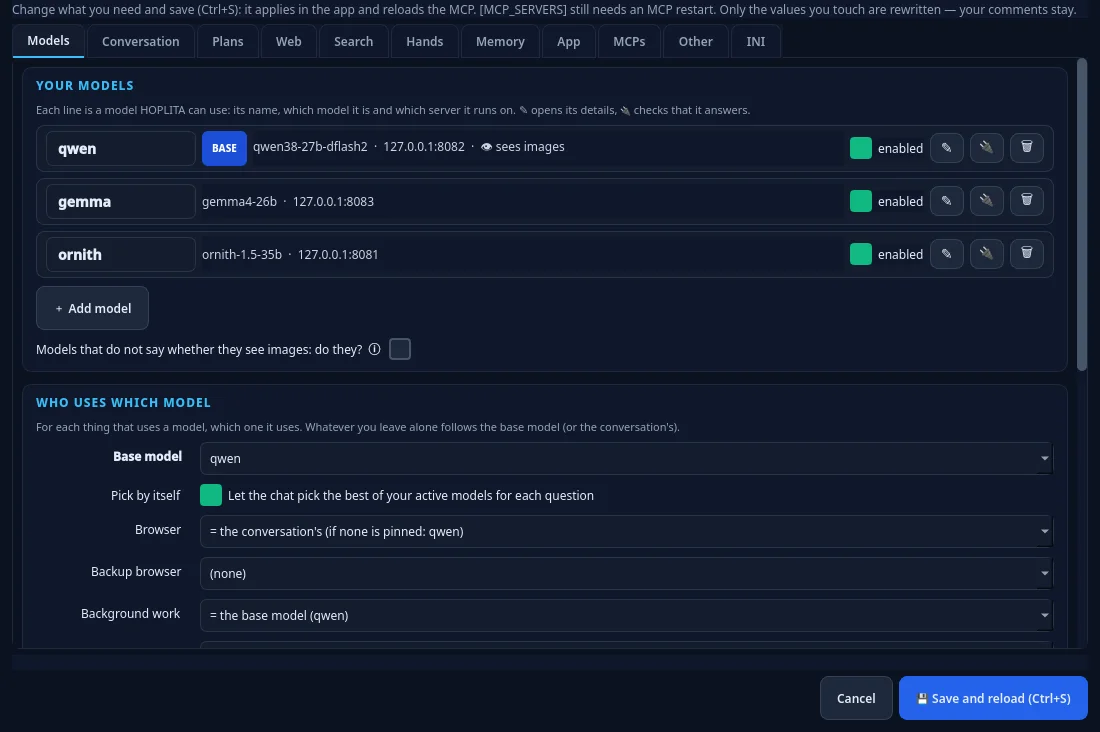 Change what you need and save (Ctrl+S): it applies in the app and reloads the MCP. [MCP_SERVERS] still needs an MCP restart. Only the values you touch are rewritten — your comments stay.
Models Conversation Plans Web Search Hands Memory App MCPs Other INI
YOUR MODELS
Each line is a model HOPLITA can use: its name, which model it is and which server it runs on. ✎ opens its details, 🔌 checks that it answers.
qwen BASE qwen38-27b-dflash2 · 127.0.0.1:8082 · 👁 sees images enabled ✎ 🔌 🗑
gemma gemma4-26b · 127.0.0.1:8083 enabled ✎ 🔌 🗑
ornith ornith-1.5-35b · 127.0.0.1:8081 enabled ✎ 🔌 🗑
+ Add model
Models that do not say whether they see images: do they? ⓘ
WHO USES WHICH MODEL
For each thing that uses a model, which one it uses. Whatever you leave alone follows the base model (or the conversation's).
Base model qwen
Pick by itself Let the chat pick the best of your active models for each question
Browser = the conversation's (if none is pinned: qwen)
Backup browser (none)
Background work = the base model (qwen)
Cancel 💾 Save and reload (Ctrl+S)